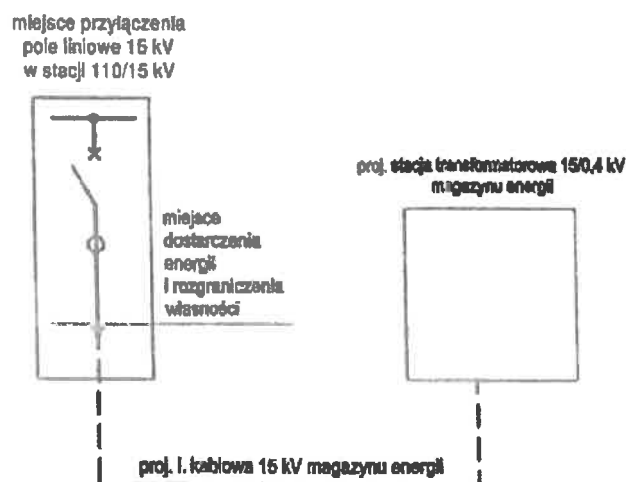 miejsce przyłączenia
pole liniowe 15 kV
w stacji 110/15 kV
proj. stacja transformatorowa 15/0,4 kV
magazynu energii
miejsce
dostarczenia
energii
i rozgraniczenia
własności
proj. l. kablowa 15 kV magazynu energii